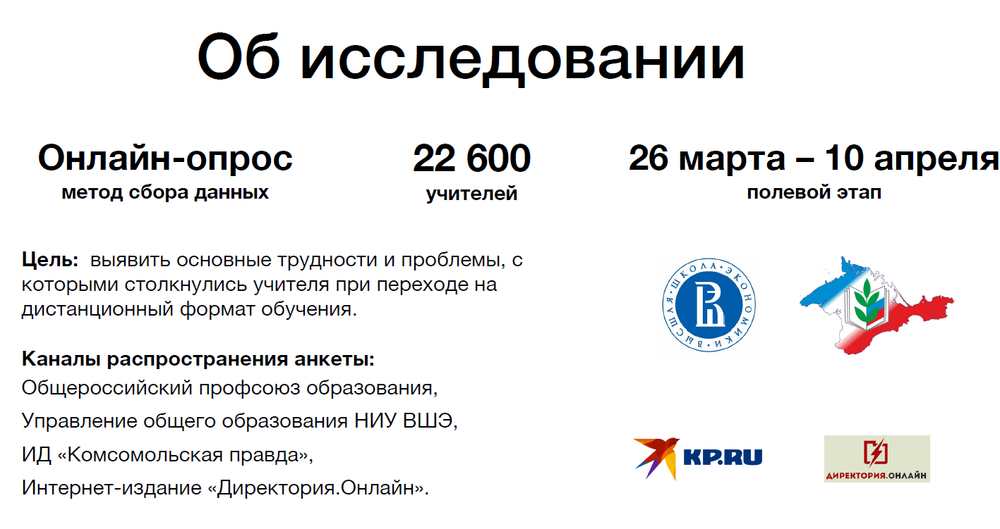 Об исследовании
Онлайн-опрос
метод сбора данных
22 600
учителей
26 марта – 10 апреля
полевой этап
Цель: выявить основные трудности и проблемы, с
которыми столкнулись учителя при переходе на
дистанционный формат обучения.
Каналы распространения анкеты:
Общероссийский профсоюз образования,
Управление общего образования НИУ ВШЭ,
ИД «Комсомольская правда»,
Интернет-издание «Директория.Онлайн».
ВЫСШАЯ • ШКОЛА • ЭКОНОМИКИ •
KP.RU
ДИРЕКТОРИЯ.ОНЛАЙН